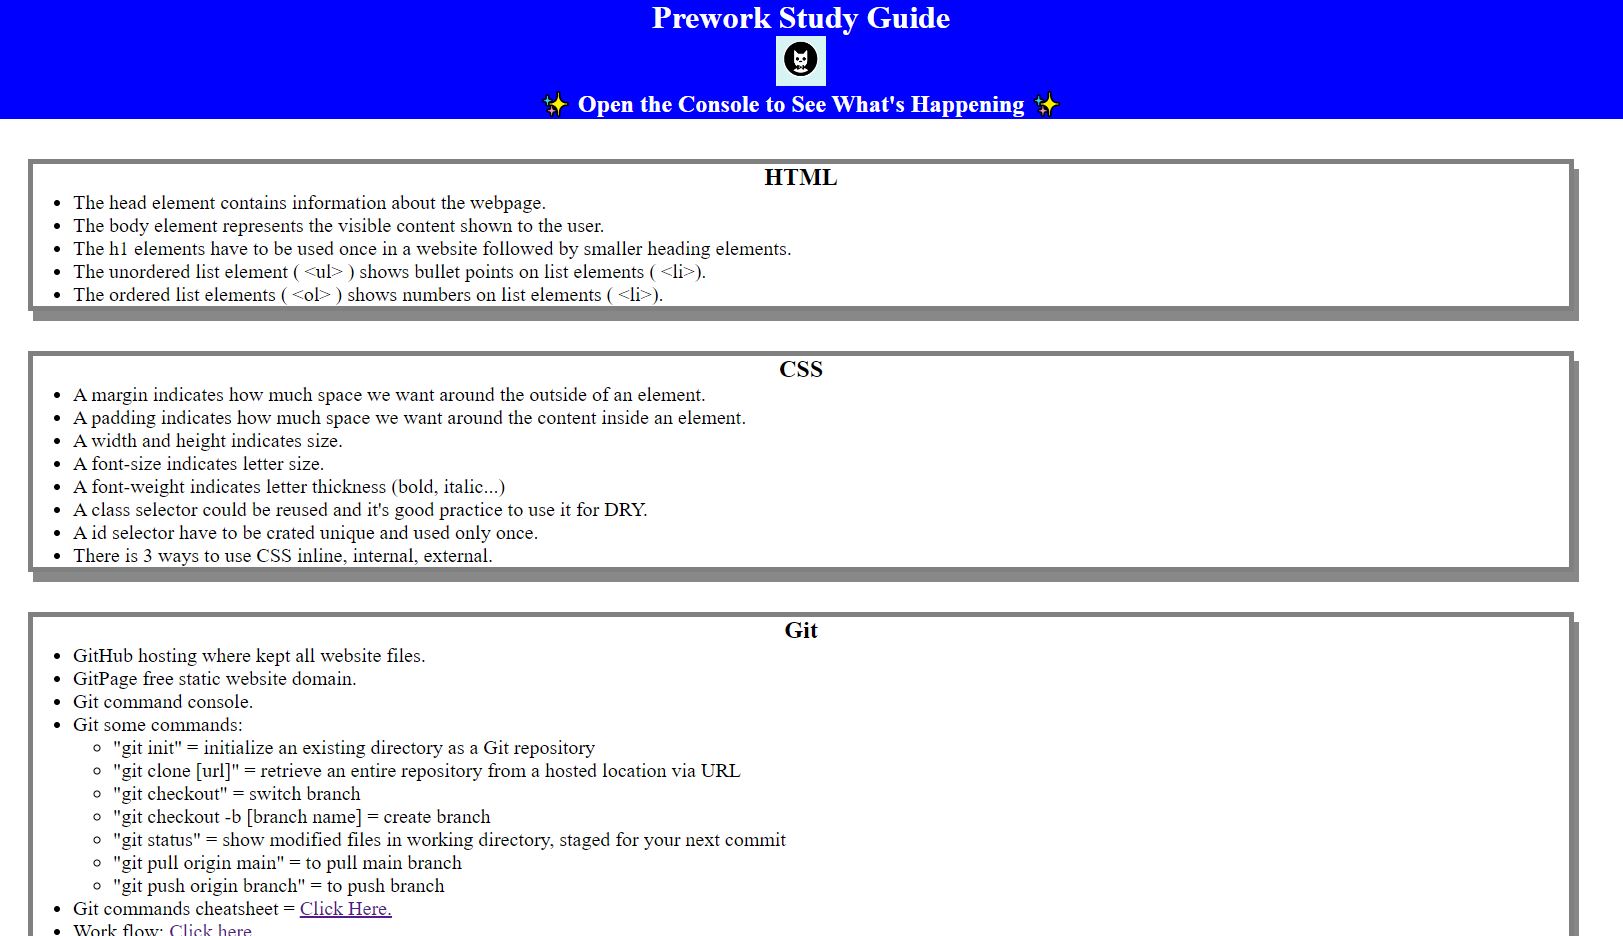 Prework Study Guide
✨ Open the Console to See What's Happening ✨
HTML
• The head element contains information about the webpage.
• The body element represents the visible content shown to the user.
• The h1 elements have to be used once in a website followed by smaller heading elements.
• The unordered list element ( <ul> ) shows bullet points on list elements ( <li>).
• The ordered list elements ( <ol> ) shows numbers on list elements ( <li>).
CSS
• A margin indicates how much space we want around the outside of an element.
• A padding indicates how much space we want around the content inside an element.
• A width and height indicates size.
• A font-size indicates letter size.
• A font-weight indicates letter thickness (bold, italic...)
• A class selector could be reused and it's good practice to use it for DRY.
• A id selector have to be crated unique and used only once.
• There is 3 ways to use CSS inline, internal, external.
Git
• GitHub hosting where kept all website files.
• GitPage free static website domain.
• Git command console.
• Git some commands:
◦ "git init" = initialize an existing directory as a Git repository
◦ "git clone [url]" = retrieve an entire repository from a hosted location via URL
◦ "git checkout" = switch branch
◦ "git checkout -b [branch name] = create branch
◦ "git status" = show modified files in working directory, staged for your next commit
◦ "git pull origin main" = to pull main branch
◦ "git push origin branch" = to push branch
• Git commands cheatsheet = Click Here.
• Work flow: Click here